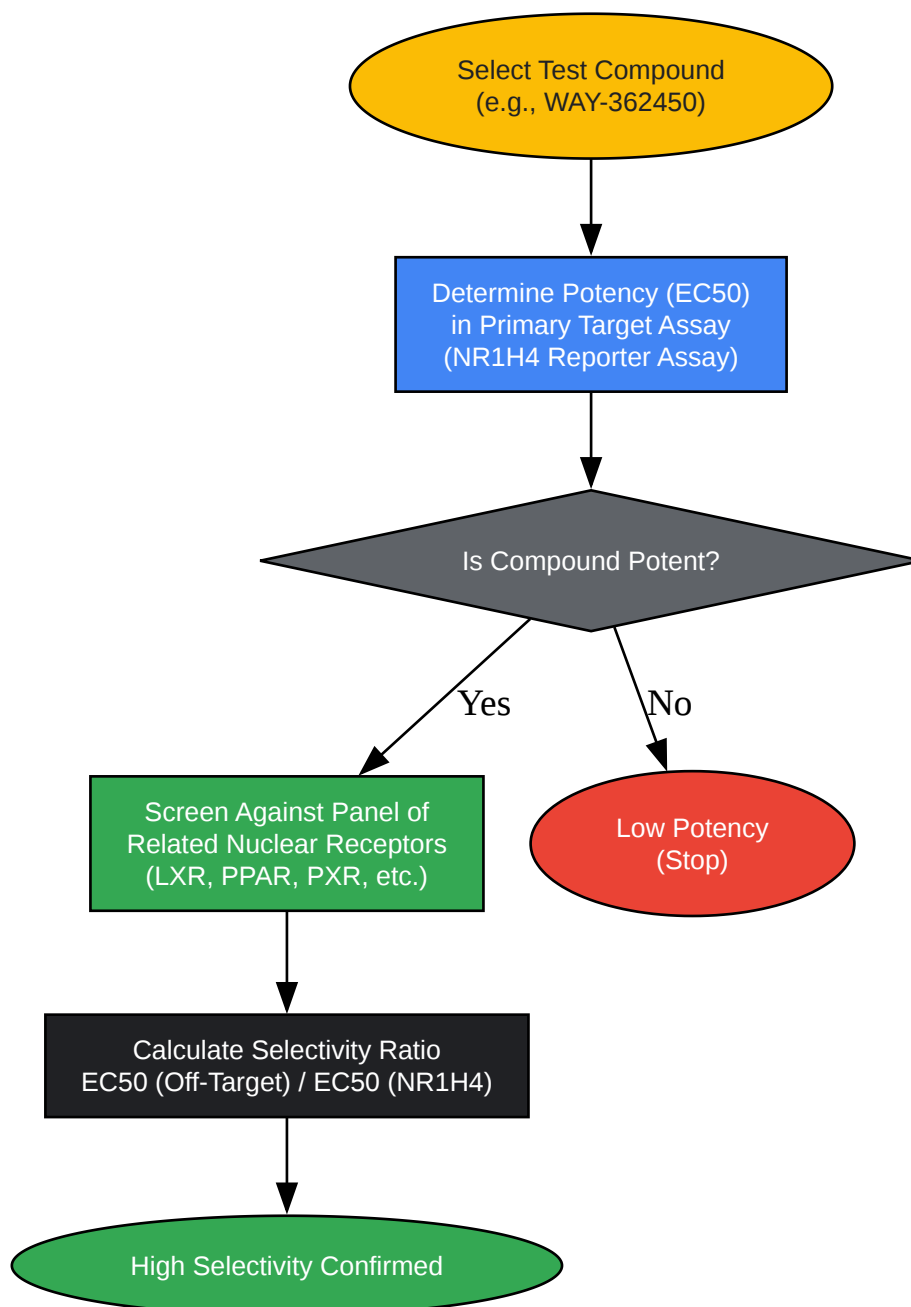 Select Test Compound
(e.g., WAY-362450)
Determine Potency (EC50)
in Primary Target Assay
(NR1H4 Reporter Assay)
Is Compound Potent?
Yes
No
Screen Against Panel of
Related Nuclear Receptors
(LXR, PPAR, PXR, etc.)
Low Potency
(Stop)
Calculate Selectivity Ratio
EC50 (Off-Target) / EC50 (NR1H4)
High Selectivity Confirmed